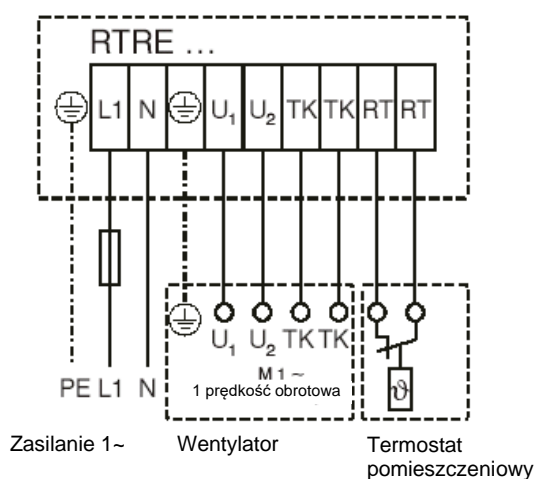 RTRE ...
L1 N U1 U2 TK TK RT RT
U1 U2 TK TK
M 1 ~
1 prędkość obrotowa
ϑ
PE L1 N
Zasilanie 1~
Wentylator
Termostat
pomieszczeniowy